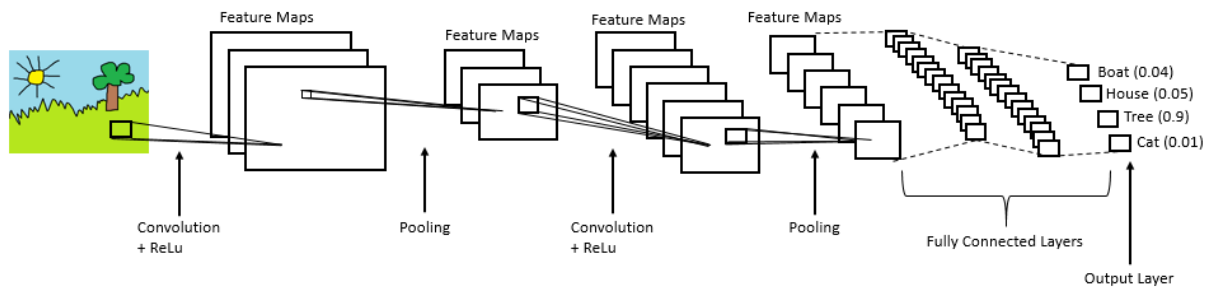 Feature Maps
Feature Maps
Feature Maps
Feature Maps
Boat (0.04)
House (0.05)
Tree (0.9)
Cat (0.01)
Convolution
+ ReLu
Pooling
Convolution
+ ReLu
Pooling
Fully Connected Layers
Output Layer